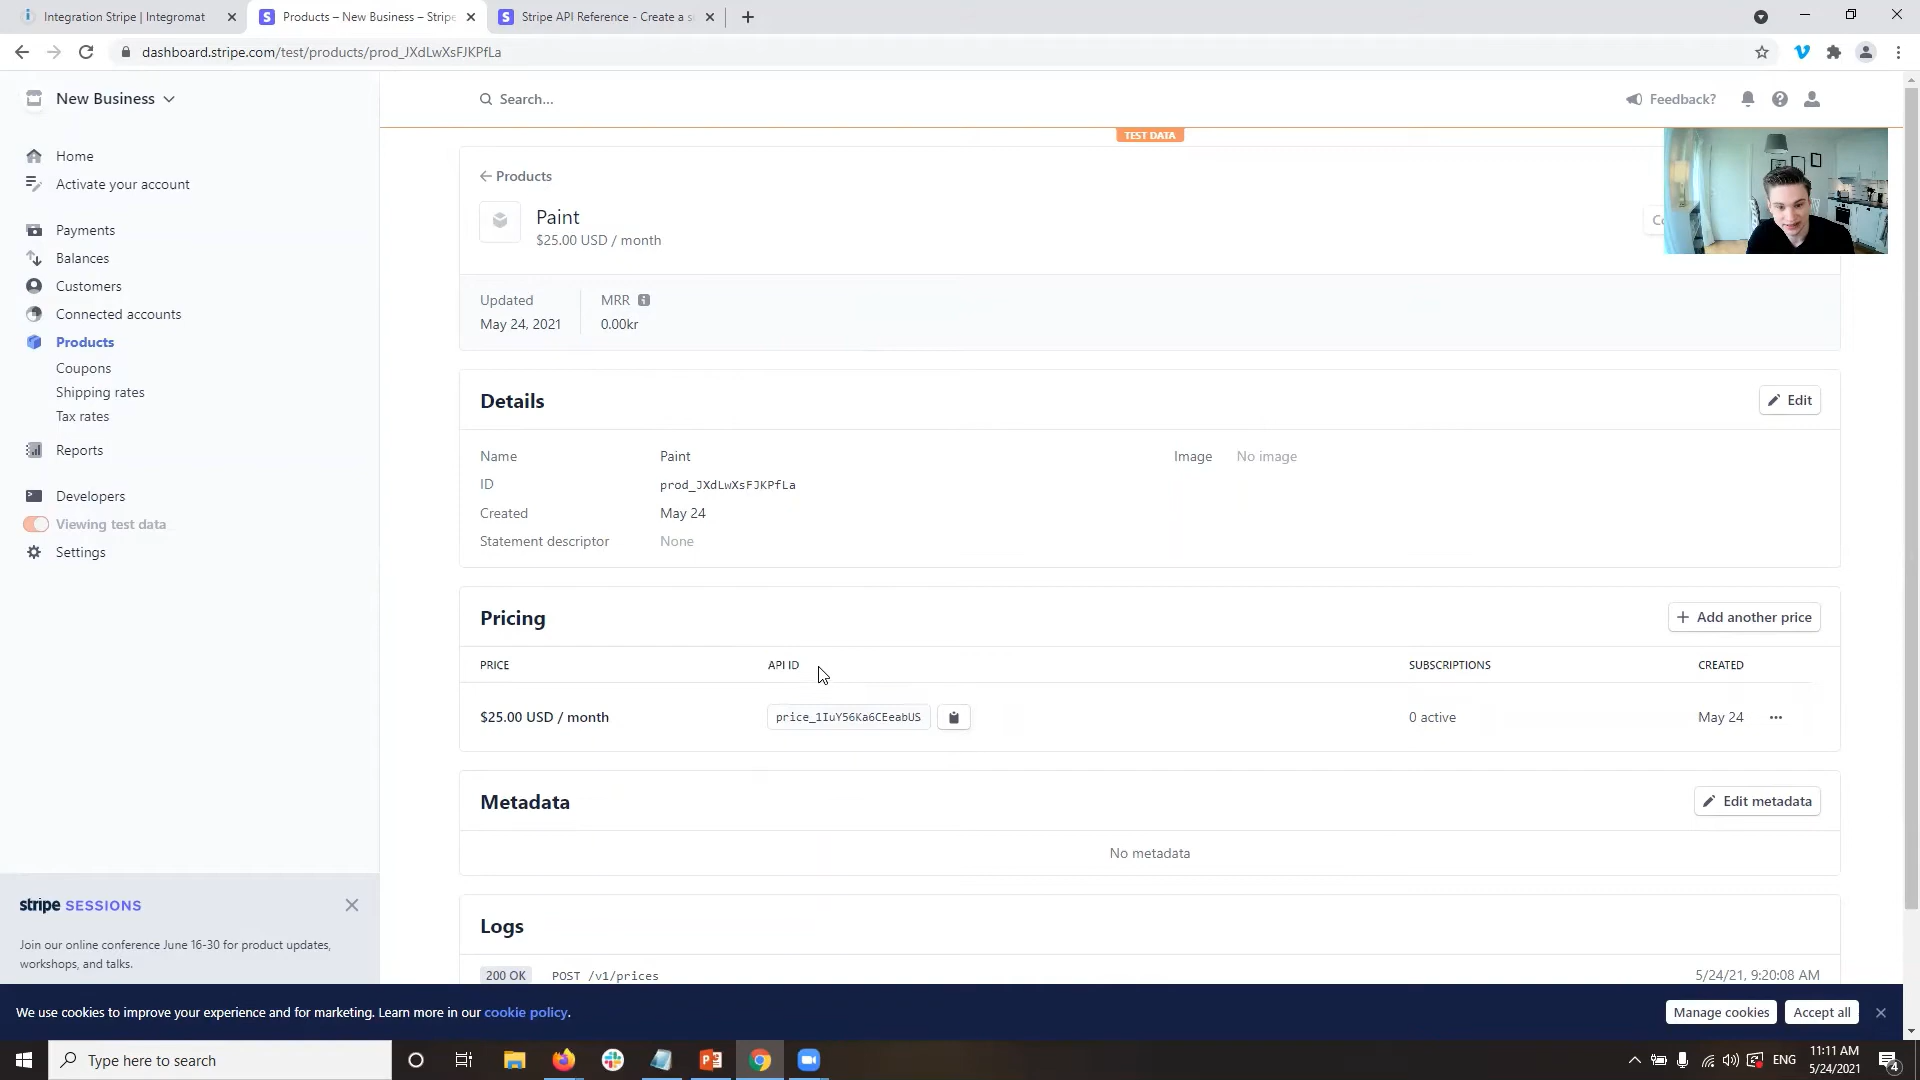 Integration Stripe | Integromat
Products – New Business – Stripe
Stripe API Reference - Create a s
dashboard.stripe.com/test/products/prod_JXdLwXsFJKPfLa
New Business
Search...
Feedback?
TEST DATA
Home
Activate your account
Payments
Balances
Customers
Connected accounts
Products
Coupons
Shipping rates
Tax rates
Reports
Developers
Viewing test data
Settings
Products
Paint
$25.00 USD / month
Updated
May 24, 2021
MRR
0.00kr
Details
Edit
Name Paint
Image No image
ID prod_JXdLwXsFJKPfLa
Created May 24
Statement descriptor None
Pricing
Add another price
PRICE API ID SUBSCRIPTIONS CREATED
$25.00 USD / month price_1IuY56Ka6CEeabUS 0 active May 24
Metadata
Edit metadata
No metadata
Logs
200 OK POST /v1/prices 5/24/21, 9:20:08 AM
stripe SESSIONS
Join our online conference June 16-30 for product updates,
workshops, and talks.
We use cookies to improve your experience and for marketing. Learn more in our cookie policy.
Manage cookies
Accept all
Type here to search
ENG
11:11 AM
5/24/2021
4